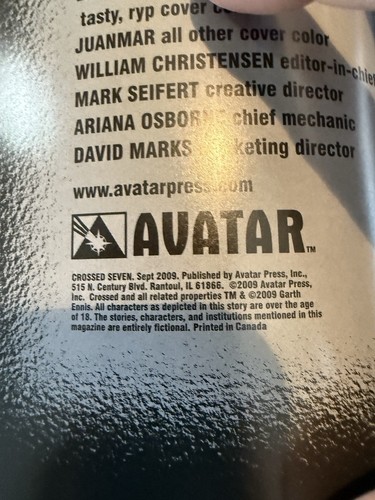 tasty, ryp cover
JUANMAR all other cover color
WILLIAM CHRISTENSEN editor-in-chief
MARK SEIFERT creative director
ARIANA OSBORNE chief mechanic
DAVID MARKS keting director
www.avatarpress.com
AVATAR™
CROSSED SEVEN. Sept 2009. Published by Avatar Press, Inc.,
515 N. Century Blvd. Rantoul, IL 61866. ©2009 Avatar Press,
Inc. Crossed and all related properties TM & ©2009 Garth
Ennis. All characters as depicted in this story are over the age
of 18. The stories, characters, and institutions mentioned in this
magazine are entirely fictional. Printed in Canada